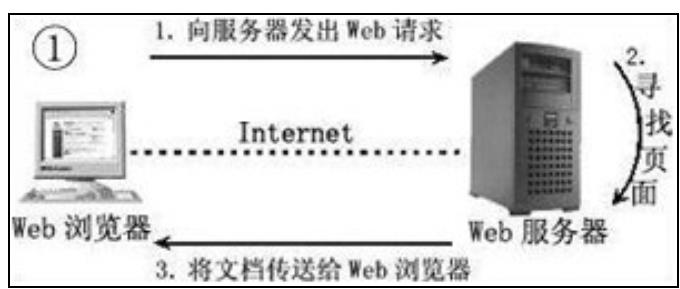 ①
1. 向服务器发出 Web 请求
2. 寻找页面
Internet
Web 浏览器
Web 服务器
3. 将文档传送给 Web 浏览器